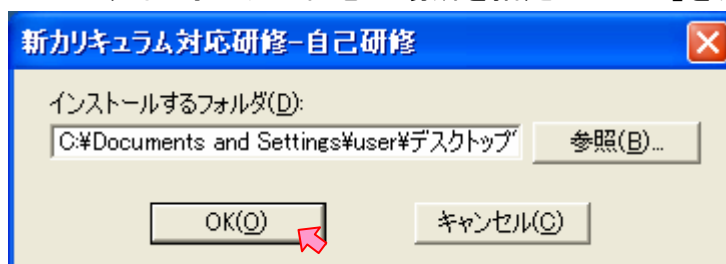 新カリキュラム対応研修-自己研修
インストールするフォルダ(D):
C:¥Documents and Settings¥user¥デスクトップ
参照(B)...
OK(O)
キャンセル(C)